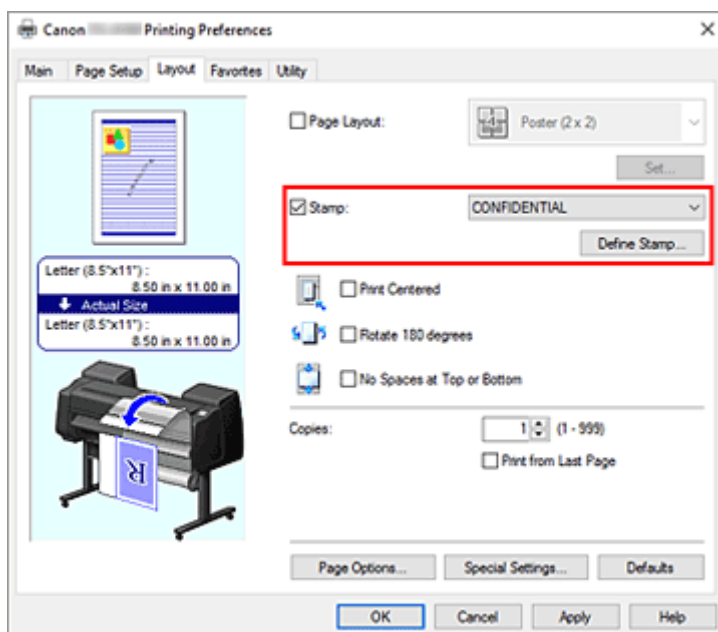 Canon Printing Preferences
Main Page Setup Layout Favorites Utility
Page Layout: Poster (2 x 2)
Set...
Stamp: CONFIDENTIAL
Define Stamp...
Letter (8.5"x11") :
8.50 in x 11.00 in
Actual Size
Letter (8.5"x11") :
8.50 in x 11.00 in
Print Centered
Rotate 180 degrees
No Spaces at Top or Bottom
Copies: 1 (1 - 999)
Print from Last Page
R
Page Options... Special Settings... Defaults
OK Cancel Apply Help